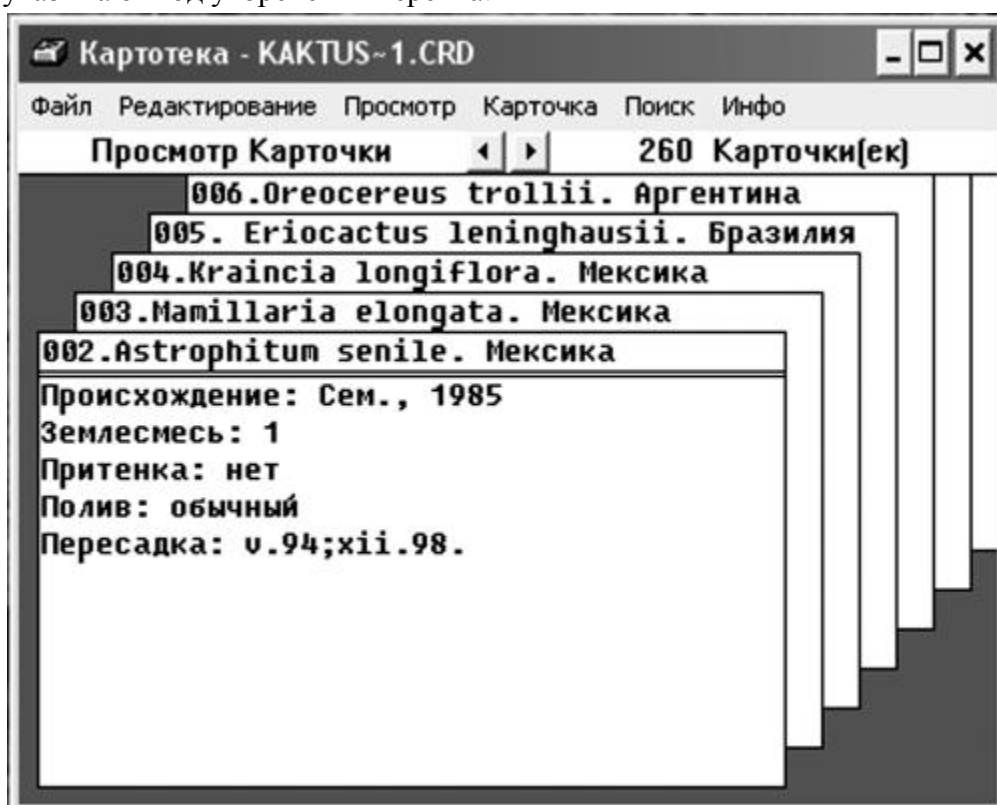 Картотека - KAKTUS~1.CRD
Файл Редактирование Просмотр Карточка Поиск Инфо
Просмотр Карточки 260 Карточки(ек)
006.Oreocereus trollii. Аргентина
005. Eriocactus leninghausii. Бразилия
004.Kraincia longiflora. Мексика
003.Mamillaria elongata. Мексика
002.Astrophitum senile. Мексика
Происхождение: Сем., 1985
Землесмесь: 1
Притенка: нет
Полив: обычный
Пересадка: v.94;xii.98.